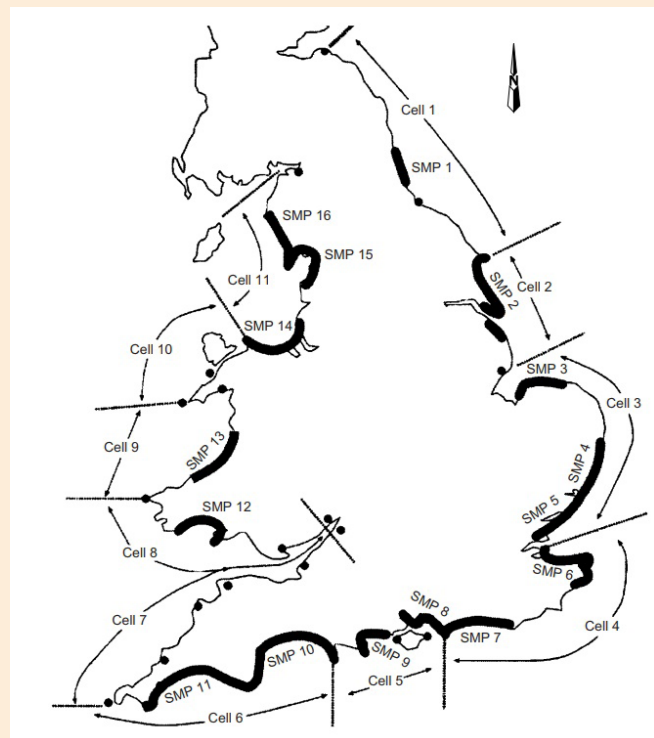 N
Cell 1
SMP 1
SMP 16
SMP 15
Cell 11
SMP 2
Cell 2
SMP 14
Cell 10
SMP 3
Cell 3
Cell 9
SMP 13
SMP 4
SMP 5
SMP 12
Cell 8
SMP 6
Cell 7
SMP 8
SMP 7
Cell 4
SMP 10
SMP 9
Cell 5
SMP 11
Cell 6